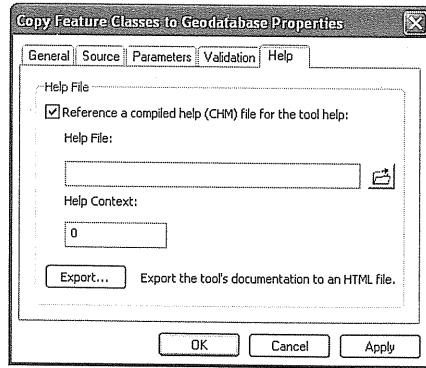 Copy Feature Classes to Geodatabase Properties
General Source Parameters Validation Help
Help File
Reference a compiled help (CHM) file for the tool help:
Help File:
Help Context:
0
Export... Export the tool's documentation to an HTML file.
OK Cancel Apply